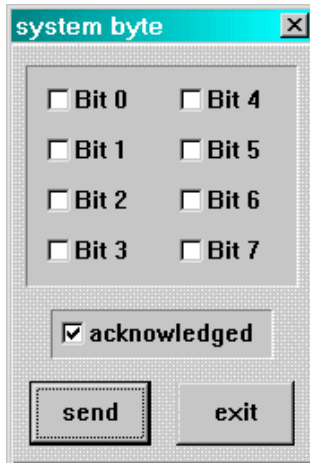 system byte
Bit 0 Bit 4
Bit 1 Bit 5
Bit 2 Bit 6
Bit 3 Bit 7
acknowledged
send exit